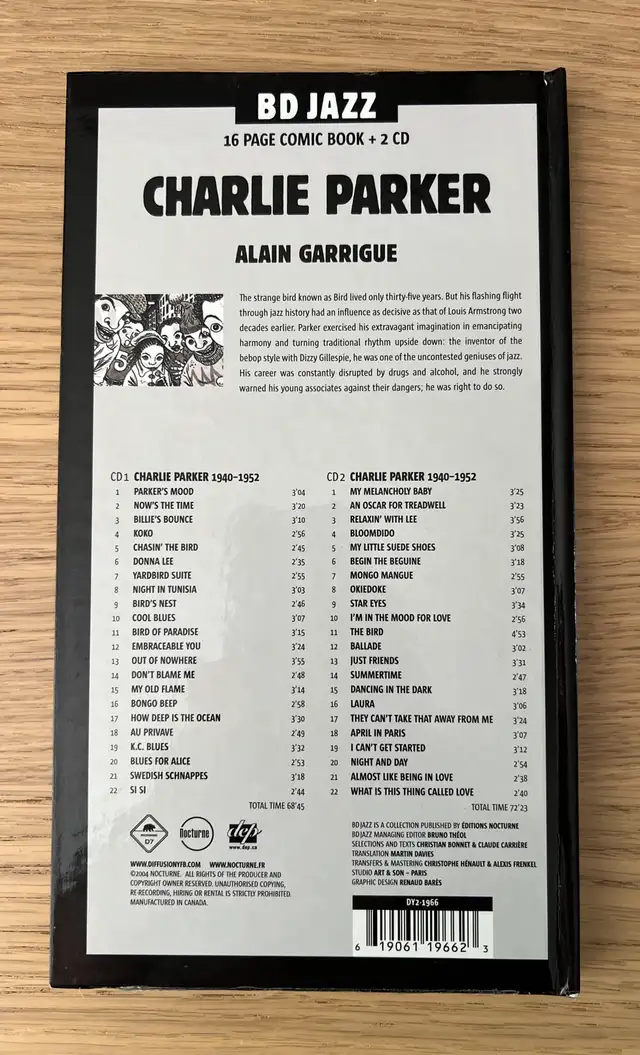 BD JAZZ
16 PAGE COMIC BOOK + 2 CD
CHARLIE PARKER
ALAIN GARRIGUE
The strange bird known as Bird lived only thirty-five years. But his flashing flight
through jazz history had an influence as decisive as that of Louis Armstrong two
decades earlier. Parker exercised his extravagant imagination in emancipating
harmony and turning traditional rhythm upside down: the inventor of the
bebop style with Dizzy Gillespie, he was one of the uncontested geniuses of jazz.
His career was constantly disrupted by drugs and alcohol, and he strongly
warned his young associates against their dangers; he was right to do so.
CD1 CHARLIE PARKER 1940-1952
1 PARKER'S MOOD 3'04
2 NOW'S THE TIME 3'20
3 BILLIE'S BOUNCE 3'10
4 KOKO 2'56
5 CHASIN' THE BIRD 2'45
6 DONNA LEE 2'35
7 YARDBIRD SUITE 2'55
8 NIGHT IN TUNISIA 3'03
9 BIRD'S NEST 2'46
10 COOL BLUES 3'07
11 BIRD OF PARADISE 3'15
12 EMBRACEABLE YOU 3'24
13 OUT OF NOWHERE 3'55
14 DON'T BLAME ME 2'48
15 MY OLD FLAME 3'14
16 BONGO BEEP 2'58
17 HOW DEEP IS THE OCEAN 3'30
18 AU PRIVAVE 2'49
19 K.C. BLUES 3'32
20 BLUES FOR ALICE 2'53
21 SWEDISH SCHNAPPES 3'18
22 SI SI 2'44
TOTAL TIME 68'45
CD2 CHARLIE PARKER 1940-1952
1 MY MELANCHOLY BABY 3'25
2 AN OSCAR FOR TREADWELL 3'23
3 RELAXIN' WITH LEE 3'56
4 BLOOMDIDO 3'25
5 MY LITTLE SUEDE SHOES 3'08
6 BEGIN THE BEGUINE 3'18
7 MONGO MANGUE 2'55
8 OKIEDOKE 3'07
9 STAR EYES 3'34
10 I'M IN THE MOOD FOR LOVE 2'56
11 THE BIRD 4'53
12 BALLADE 3'02
13 JUST FRIENDS 3'31
14 SUMMERTIME 2'47
15 DANCING IN THE DARK 3'18
16 LAURA 3'06
17 THEY CAN'T TAKE THAT AWAY FROM ME 3'24
18 APRIL IN PARIS 3'07
19 I CAN'T GET STARTED 3'12
20 NIGHT AND DAY 2'54
21 ALMOST LIKE BEING IN LOVE 2'38
22 WHAT IS THIS THING CALLED LOVE 2'40
TOTAL TIME 72'23
D7
Nocturne
dep
www.dep.ca
WWW.DIFFUSIONYFB.COM WWW.NOCTURNE.FR
©2004 NOCTURNE. ALL RIGHTS OF THE PRODUCER AND
COPYRIGHT OWNER RESERVED. UNAUTHORISED COPYING,
RE-RECORDING, HIRING OR RENTAL IS STRICTLY PROHIBITED.
MANUFACTURED IN CANADA.
BDJAZZ IS A COLLECTION PUBLISHED BY ÉDITIONS NOCTURNE
BDJAZZ MANAGING EDITOR BRUNO THÉOL
SELECTIONS AND TEXTS CHRISTIAN BONNET & CLAUDE CARRIÈRE
TRANSLATION MARTIN DAVIES
TRANSFERS & MASTERING CHRISTOPHE HÉNAULT & ALEXIS FRENKEL
STUDIO ART & SON - PARIS
GRAPHIC DESIGN RENAUD BARÈS
DY2-1966
6 19061 19662 3